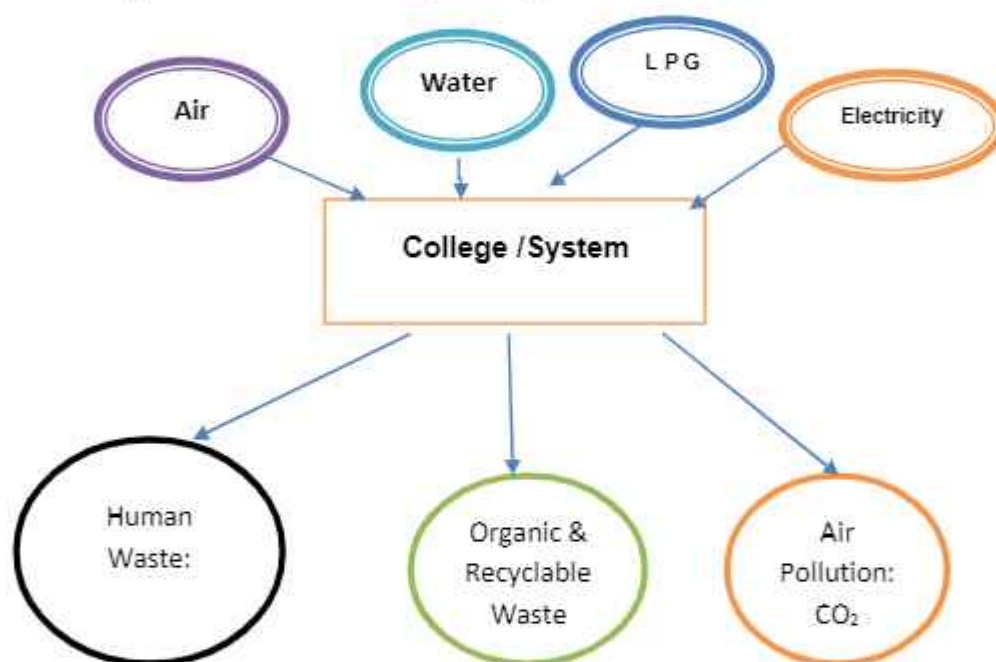 Air
Water
L P G
Electricity
College /System
Human
Waste:
Organic &
Recyclable
Waste
Air
Pollution:
CO₂